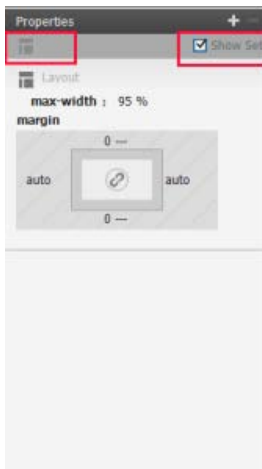 Properties
Show Set
Layout
max-width : 95 %
margin
0 —
auto auto
0 —